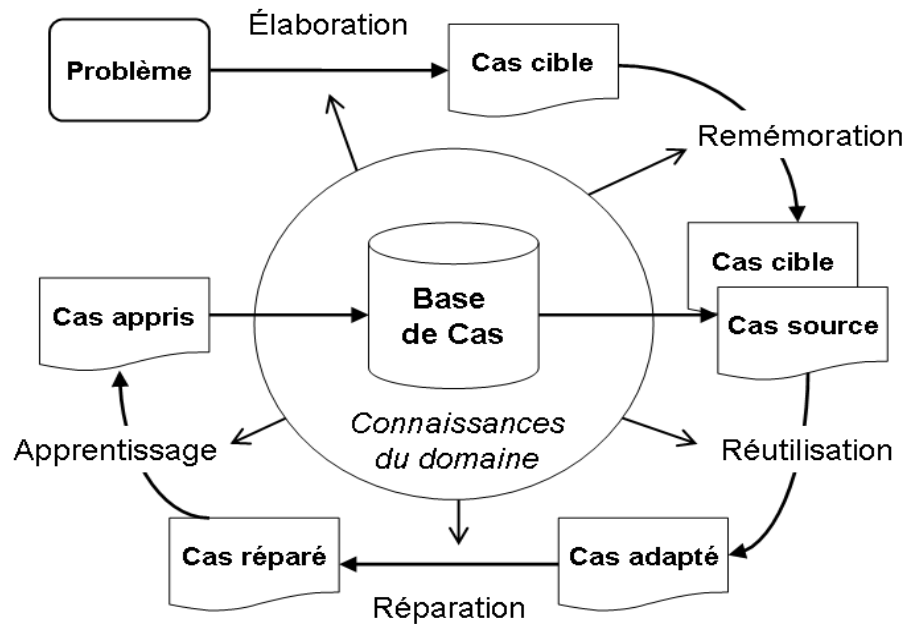 Élaboration
Problème
Cas cible
Remémoration
Cas cible
Cas source
Base
de Cas
Cas appris
Connaissances
du domaine
Apprentissage
Réutilisation
Cas réparé
Cas adapté
Réparation